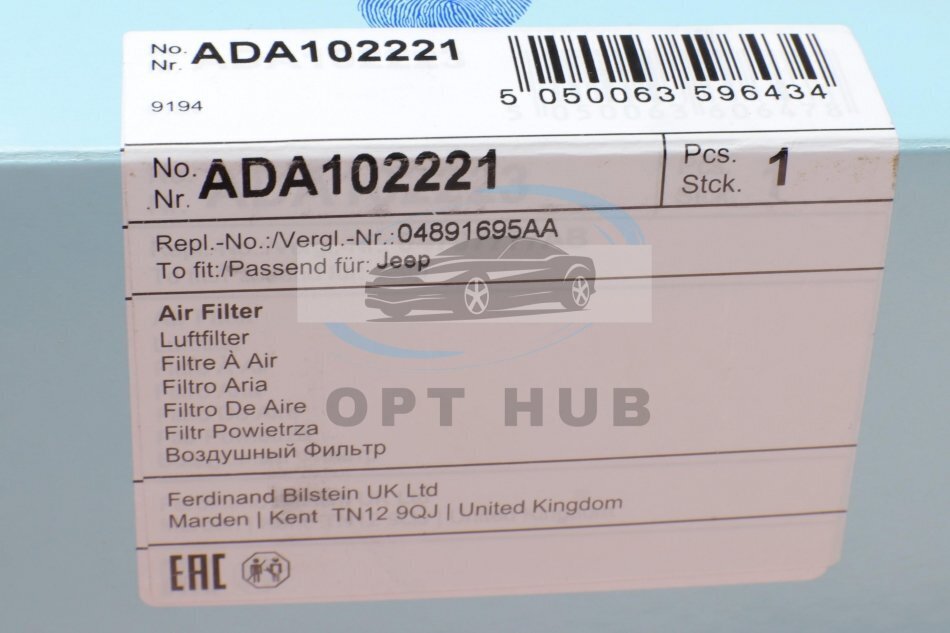 No. ADA102221
Nr.
9194
5 050063 596434
No. ADA102221
Nr.
Pcs. 1
Stck.
Repl.-No.:/Vergl.-Nr.:04891695AA
To fit:/Passend für: Jeep
Air Filter
Luftfilter
Filtre À Air
Filtro Aria
Filtro De Aire
Filtr Powietrza
Воздушный Фильтр
OPT HUB
Ferdinand Bilstein UK Ltd
Marden | Kent TN12 9QJ | United Kingdom
EAC